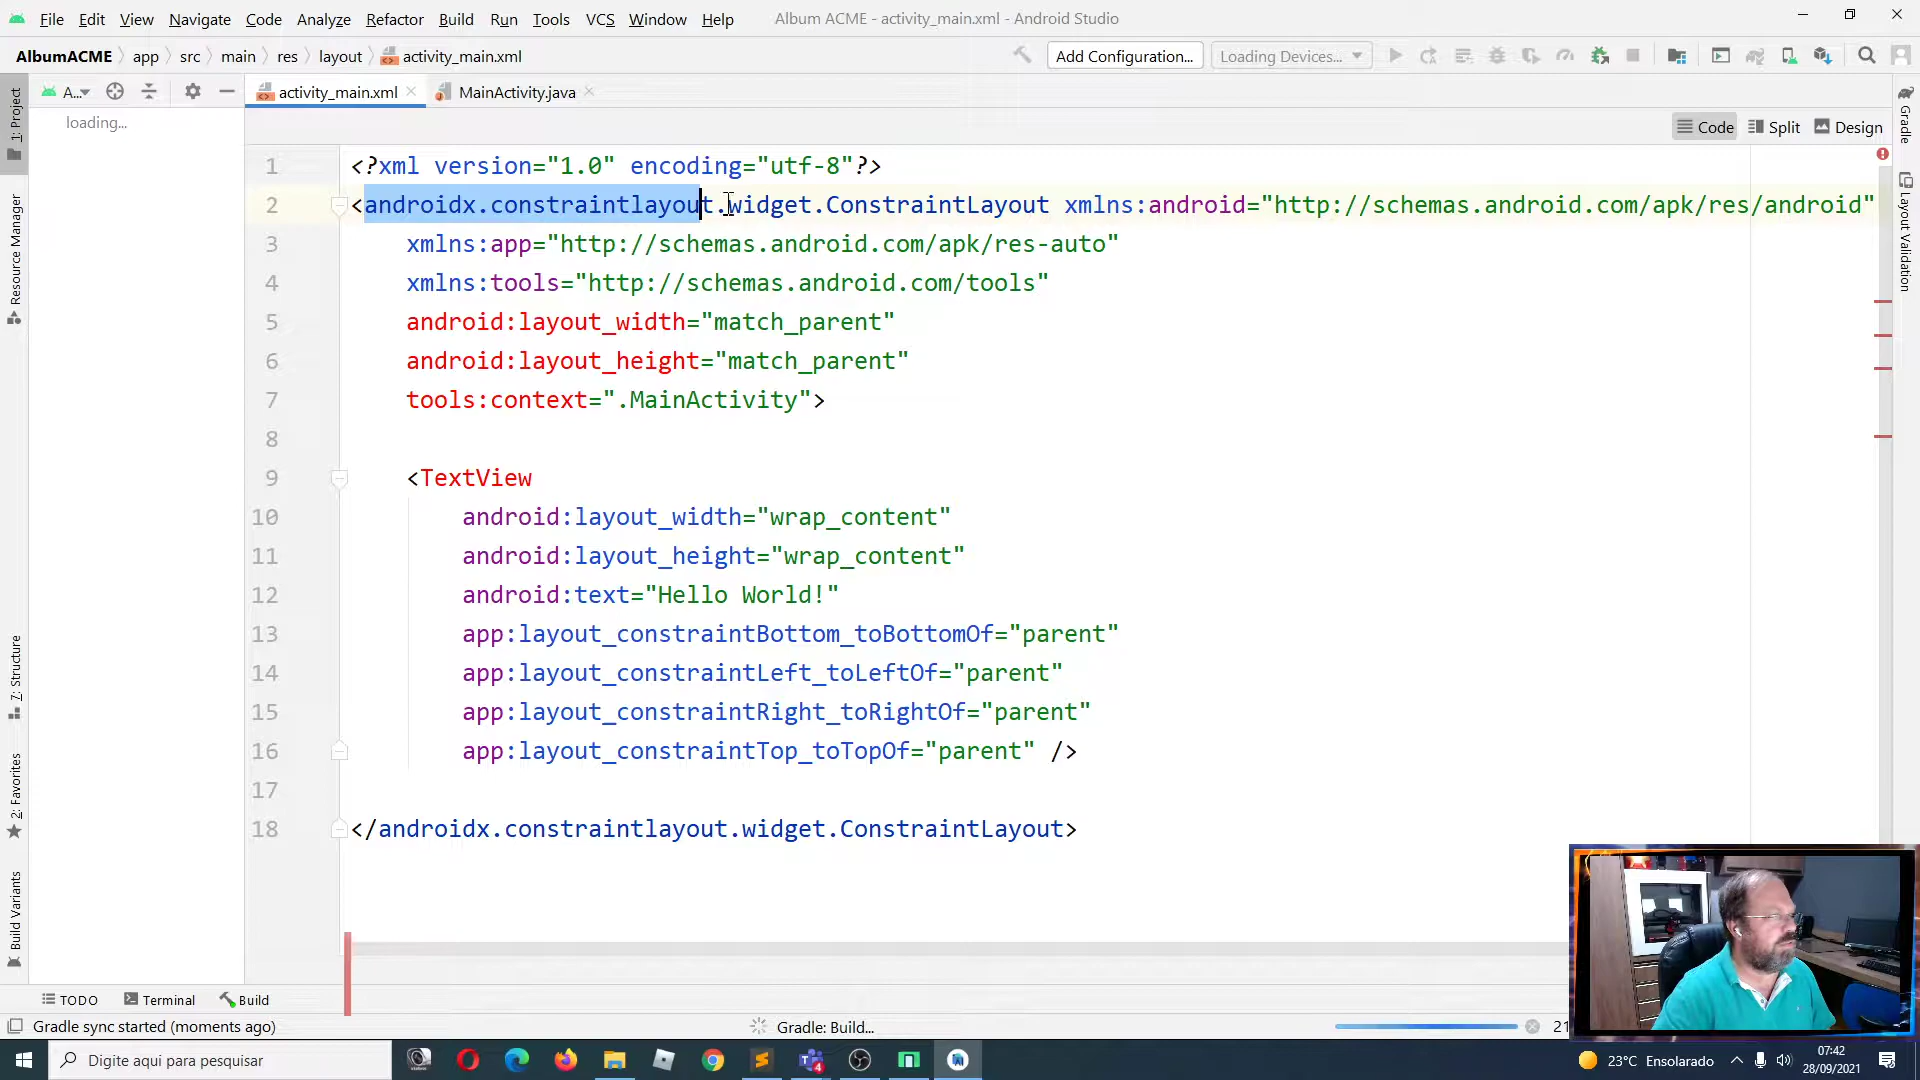 File Edit View Navigate Code Analyze Refactor Build Run Tools VCS Window Help Album ACME - activity_main.xml - Android Studio
AlbumACME app src main res layout activity_main.xml Add Configuration... Loading Devices...
A... activity_main.xml MainActivity.java
loading...
Code Split Design
1: Project
Resource Manager
7: Structure
2: Favorites
Build Variants
Gradle
Layout Validation
1 <?xml version="1.0" encoding="utf-8"?>
2 <androidx.constraintlayout.widget.ConstraintLayout xmlns:android="http://schemas.android.com/apk/res/android"
3 xmlns:app="http://schemas.android.com/apk/res-auto"
4 xmlns:tools="http://schemas.android.com/tools"
5 android:layout_width="match_parent"
6 android:layout_height="match_parent"
7 tools:context=".MainActivity">
8
9 <TextView
10 android:layout_width="wrap_content"
11 android:layout_height="wrap_content"
12 android:text="Hello World!"
13 app:layout_constraintBottom_toBottomOf="parent"
14 app:layout_constraintLeft_toLeftOf="parent"
15 app:layout_constraintRight_toRightOf="parent"
16 app:layout_constraintTop_toTopOf="parent" />
17
18 </androidx.constraintlayout.widget.ConstraintLayout>
TODO Terminal Build
Gradle sync started (moments ago) Gradle: Build... 21
Digite aqui para pesquisar 4 23°C Ensolarado 07:42
28/09/2021